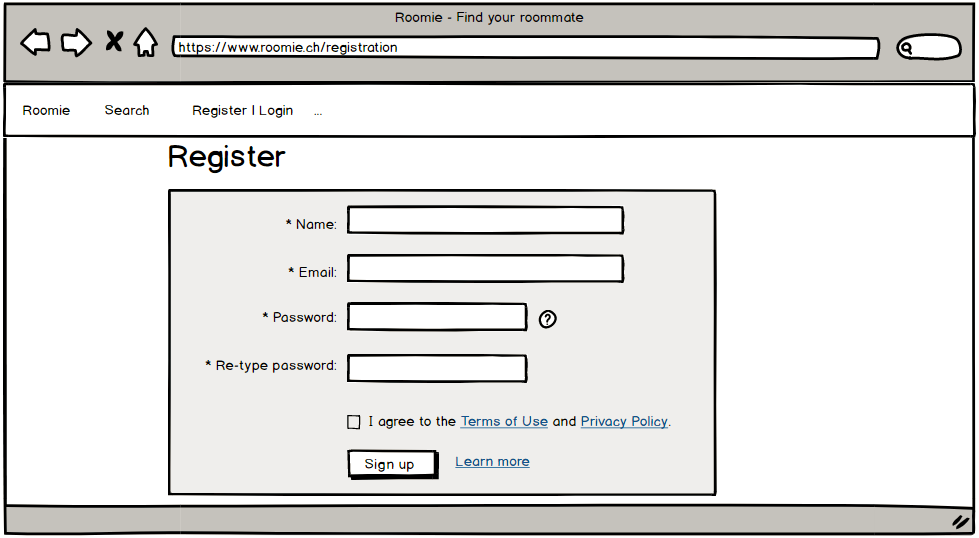 Roomie - Find your roommate
https://www.roomie.ch/registration
Roomie Search Register | Login ...
Register
* Name:
* Email:
* Password: ?
* Re-type password:
I agree to the Terms of Use and Privacy Policy.
Sign up Learn more